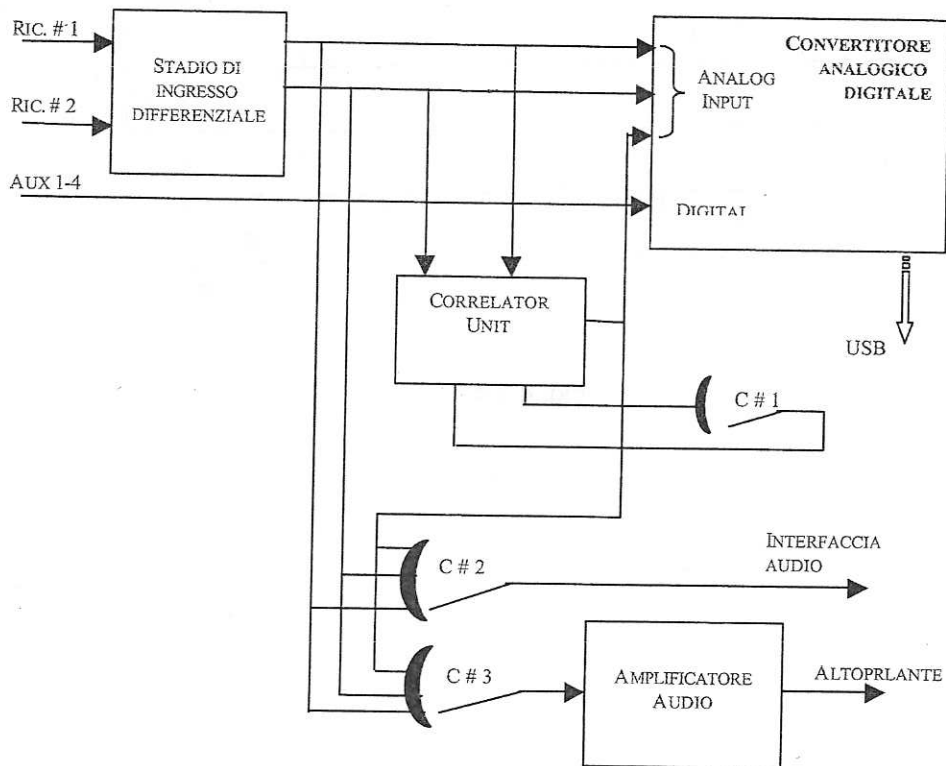 RIC. # 1
STADIO DI
INGRESSO
DIFFERENZIALE
RIC. # 2
AUX 1-4
ANALOG
INPUT
CONVERTITORE
ANALOGICO
DIGITALE
DIGITAL
USB
CORRELATOR
UNIT
C # 1
C # 2
INTERFACCIA
AUDIO
C # 3
AMPLIFICATORE
AUDIO
ALTOPRLANTE